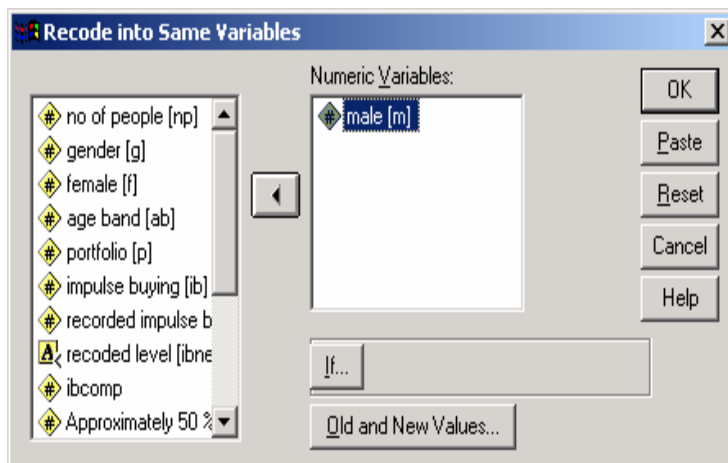 Recode into Same Variables
no of people [np]
gender [g]
female [f]
age band [ab]
portfolio [p]
impulse buying [ib]
recorded impulse b
recoded level [ibne
ibcomp
Approximately 50 %
Numeric Variables:
male [m]
If...
Old and New Values...
OK
Paste
Reset
Cancel
Help